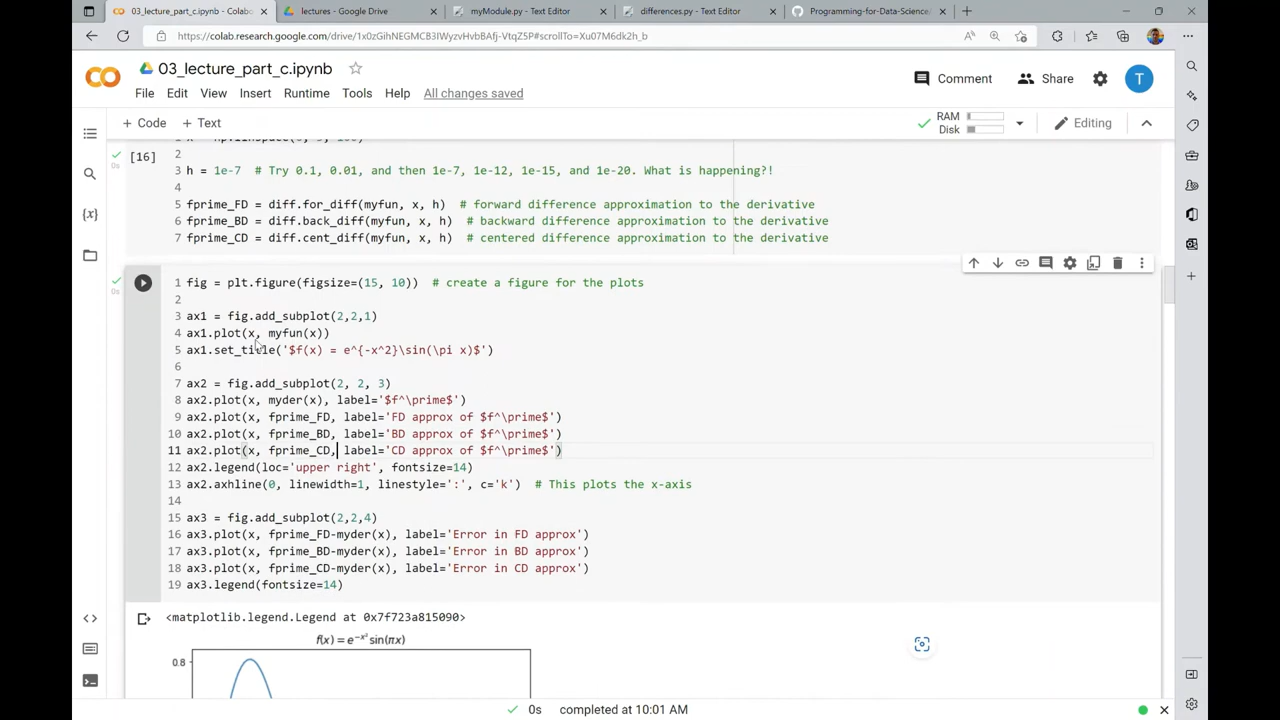 03_lecture_part_c.ipynb - Colabo
lectures - Google Drive
myModule.py - Text Editor
differences.py - Text Editor
Programming-for-Data-Science/
https://colab.research.google.com/drive/1x0zGihNEGMCB3IWyzvHvbBAfj-VtqZ5P#scrollTo=Xu07M6dk2h_b
CO
03_lecture_part_c.ipynb
Comment
Share
T
File Edit View Insert Runtime Tools Help All changes saved
+ Code + Text
RAM
Disk
Editing
[16]
2
3 h = 1e-7 # Try 0.1, 0.01, and then 1e-7, 1e-12, 1e-15, and 1e-20. What is happening?!
4
5 fprime_FD = diff.for_diff(myfun, x, h) # forward difference approximation to the derivative
6 fprime_BD = diff.back_diff(myfun, x, h) # backward difference approximation to the derivative
7 fprime_CD = diff.cent_diff(myfun, x, h) # centered difference approximation to the derivative
0s
1 fig = plt.figure(figsize=(15, 10)) # create a figure for the plots
2
3 ax1 = fig.add_subplot(2,2,1)
4 ax1.plot(x, myfun(x))
5 ax1.set_title('$f(x) = e^{-x^2}\sin(\pi x)$')
6
7 ax2 = fig.add_subplot(2, 2, 3)
8 ax2.plot(x, myder(x), label='$f^\prime$')
9 ax2.plot(x, fprime_FD, label='FD approx of $f^\prime$')
10 ax2.plot(x, fprime_BD, label='BD approx of $f^\prime$')
11 ax2.plot(x, fprime_CD, label='CD approx of $f^\prime$')
12 ax2.legend(loc='upper right', fontsize=14)
13 ax2.axhline(0, linewidth=1, linestyle=':', c='k') # This plots the x-axis
14
15 ax3 = fig.add_subplot(2,2,4)
16 ax3.plot(x, fprime_FD-myder(x), label='Error in FD approx')
17 ax3.plot(x, fprime_BD-myder(x), label='Error in BD approx')
18 ax3.plot(x, fprime_CD-myder(x), label='Error in CD approx')
19 ax3.legend(fontsize=14)
0s
<matplotlib.legend.Legend at 0x7f723a815090>
f(x) = e^{-x²} sin(πx)
0.8
0s completed at 10:01 AM